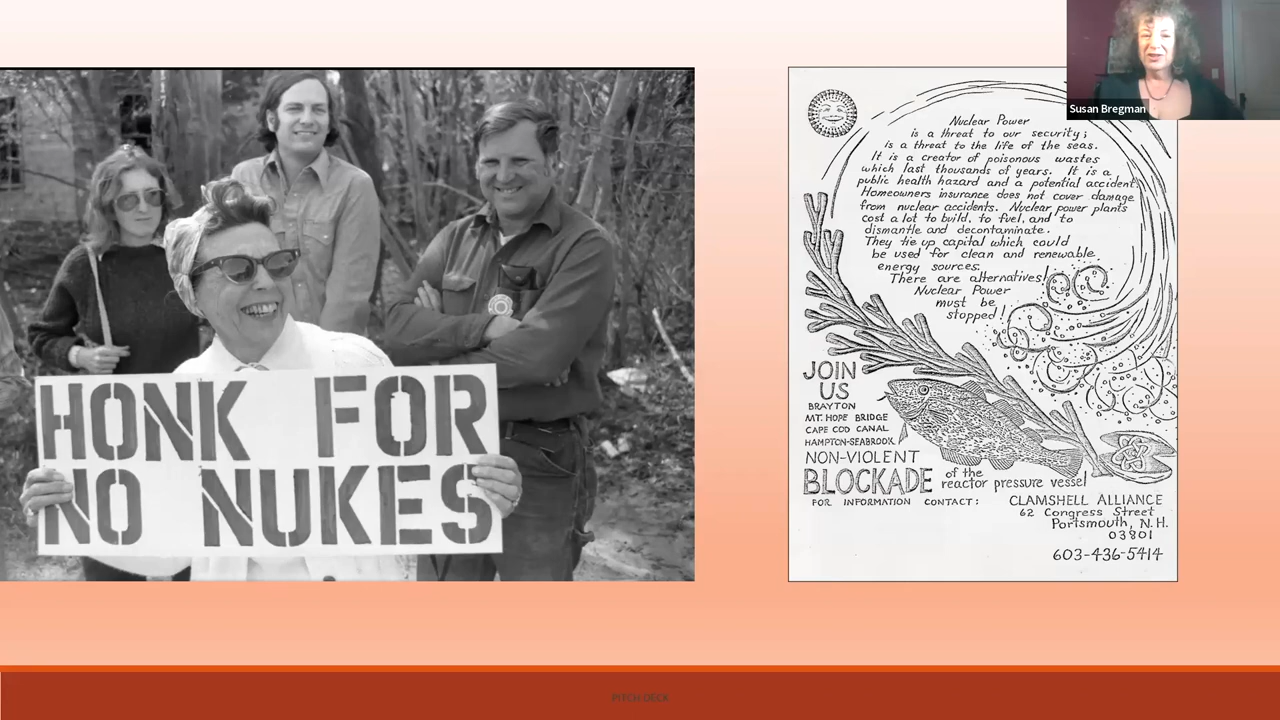 Susan Bregman
HONK FOR
NO NUKES
Nuclear Power
is a threat to our security;
is a threat to the life of the seas.
It is a creator of poisonous wastes
which last thousands of years. It is a
public health hazard and a potential accident.
Homeowners insurance does not cover damage
from nuclear accidents. Nuclear power plants
cost a lot to build, to fuel, and to
dismantle and decontaminate.
They tie up capital which could
be used for clean and renewable
energy sources.
There are alternatives!
Nuclear Power
must be
stopped!
JOIN
US
BRAYTON
MT. HOPE BRIDGE
CAPE COD CANAL
HAMPTON-SEABROOK
NON-VIOLENT
BLOCKADE of the
reactor pressure vessel
FOR INFORMATION CONTACT:
CLAMSHELL ALLIANCE
62 Congress Street
Portsmouth, N.H.
03801
603-436-5414
PITCH DECK